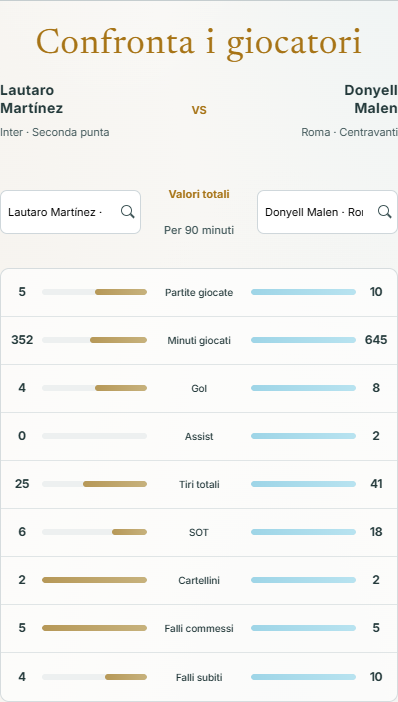 Confronta i giocatori
Lautaro
Martínez
Inter · Seconda punta
VS
Donyell
Malen
Roma · Centravanti
Lautaro Martínez ·
Valori totali
Per 90 minuti
Donyell Malen · Ro
5 Partite giocate 10
352 Minuti giocati 645
4 Gol 8
0 Assist 2
25 Tiri totali 41
6 SOT 18
2 Cartellini 2
5 Falli commessi 5
4 Falli subiti 10